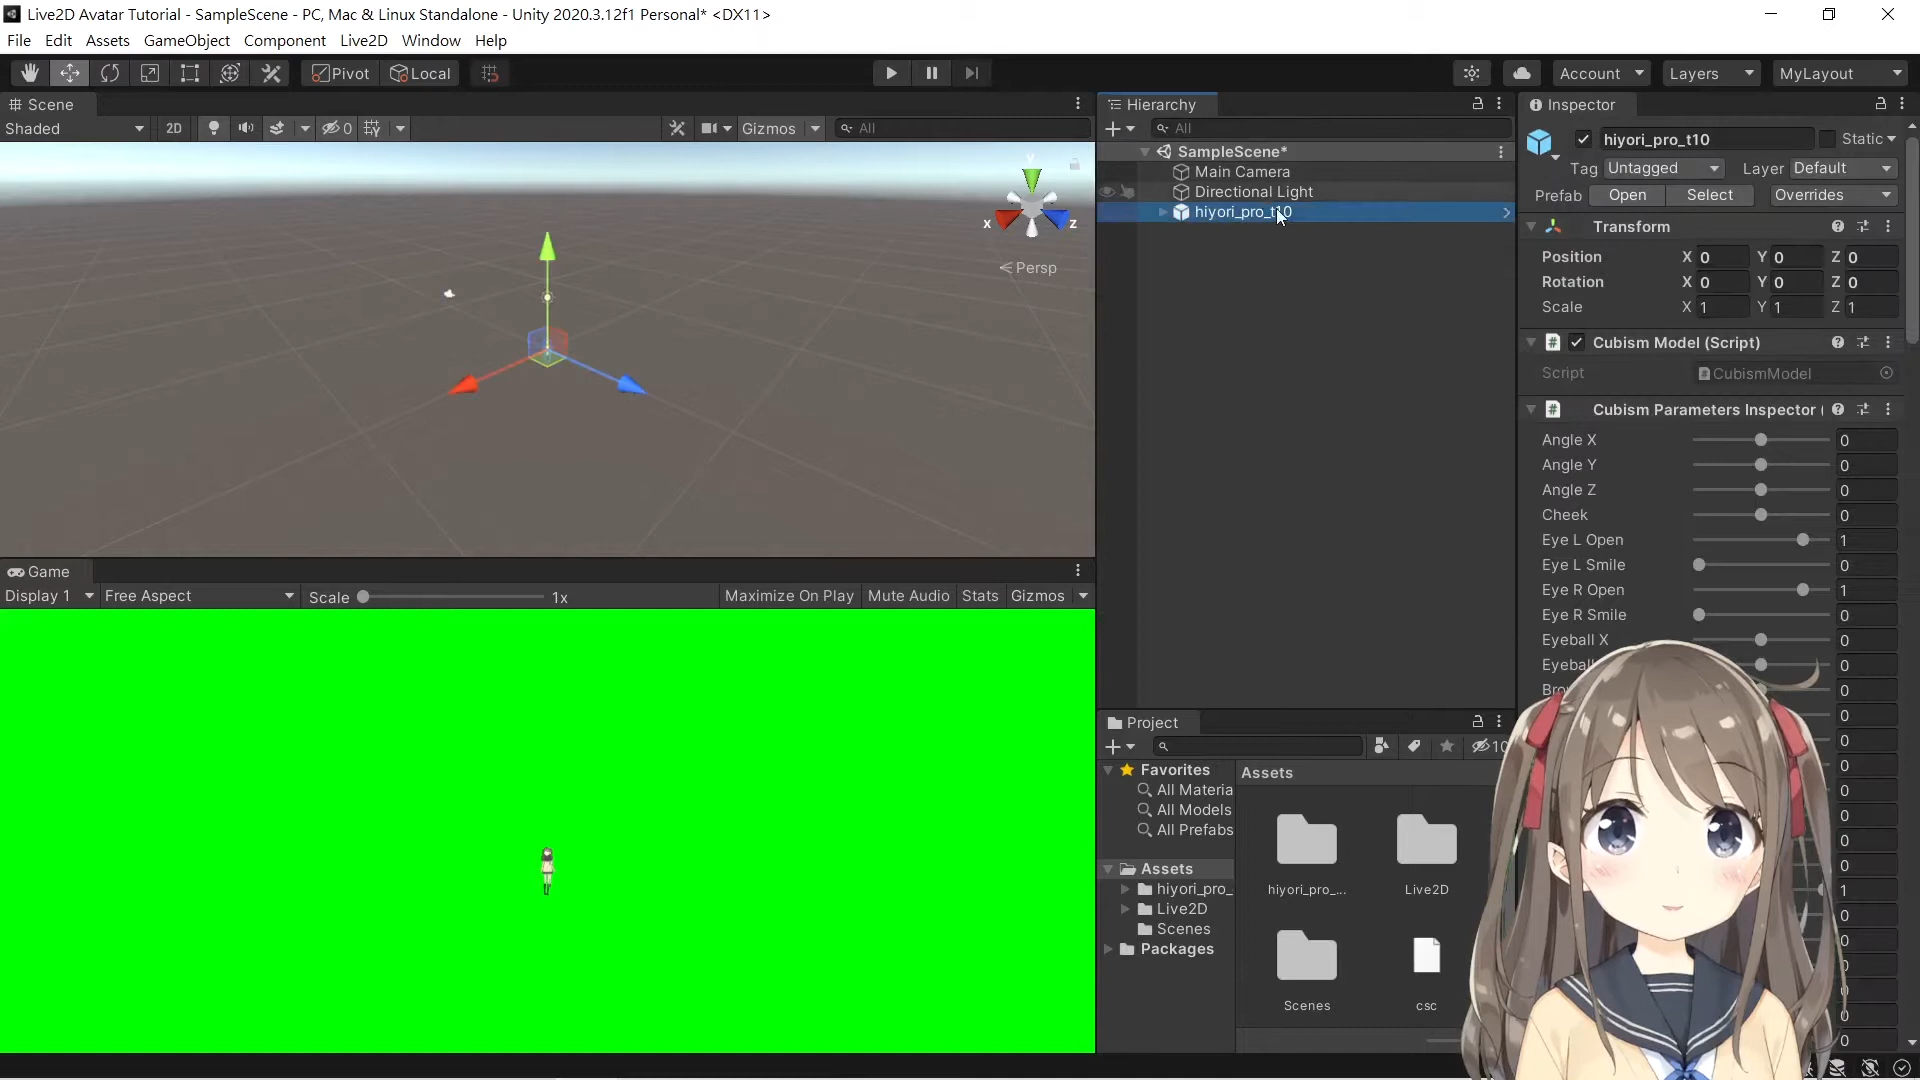 Live2D Avatar Tutorial - SampleScene - PC, Mac & Linux Standalone - Unity 2020.3.12f1 Personal* <DX11>
File Edit Assets GameObject Component Live2D Window Help
Pivot Local Account Layers MyLayout
Scene
Shaded 2D 0 Gizmos All
y
x z
Persp
Game
Display 1 Free Aspect Scale 1x Maximize On Play Mute Audio Stats Gizmos
Hierarchy
All
SampleScene*
Main Camera
Directional Light
hiyori_pro_t10
Project
10
Favorites
All Materia
All Models
All Prefabs
Assets
hiyori_pro_
Live2D
Scenes
Packages
Assets
hiyori_pro_...
Live2D
Scenes
csc
Inspector
hiyori_pro_t10 Static
Tag Untagged Layer Default
Prefab Open Select Overrides
Transform
Position X 0 Y 0 Z 0
Rotation X 0 Y 0 Z 0
Scale X 1 Y 1 Z 1
# Cubism Model (Script)
Script # CubismModel
# Cubism Parameters Inspector (
Angle X 0
Angle Y 0
Angle Z 0
Cheek 0
Eye L Open 1
Eye L Smile 0
Eye R Open 1
Eye R Smile 0
Eyeball X 0
Eyeball 0
Bro 0
0
0
0
0
0
0
0
1
0
0
0
0
0
0